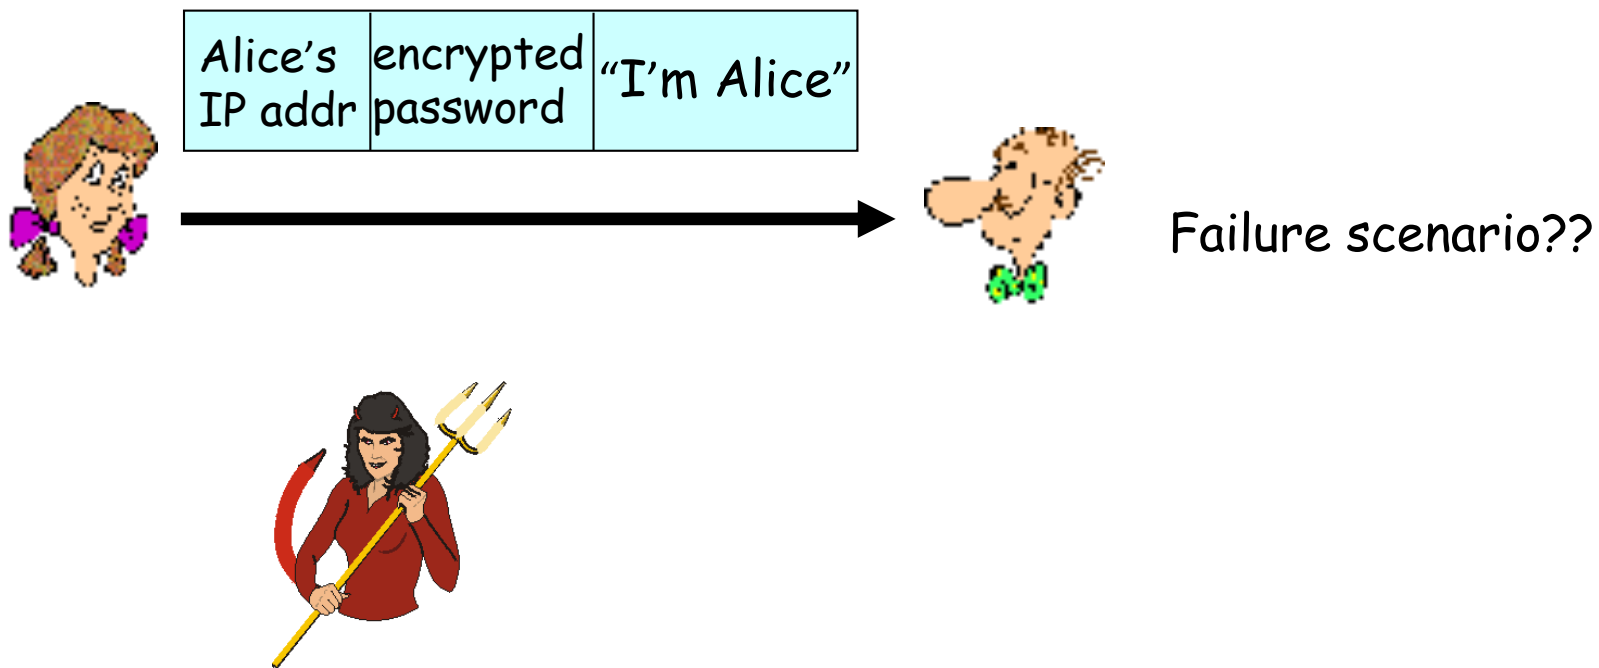 Alice’s
IP addr
encrypted
password
“I’m Alice”
Failure scenario??